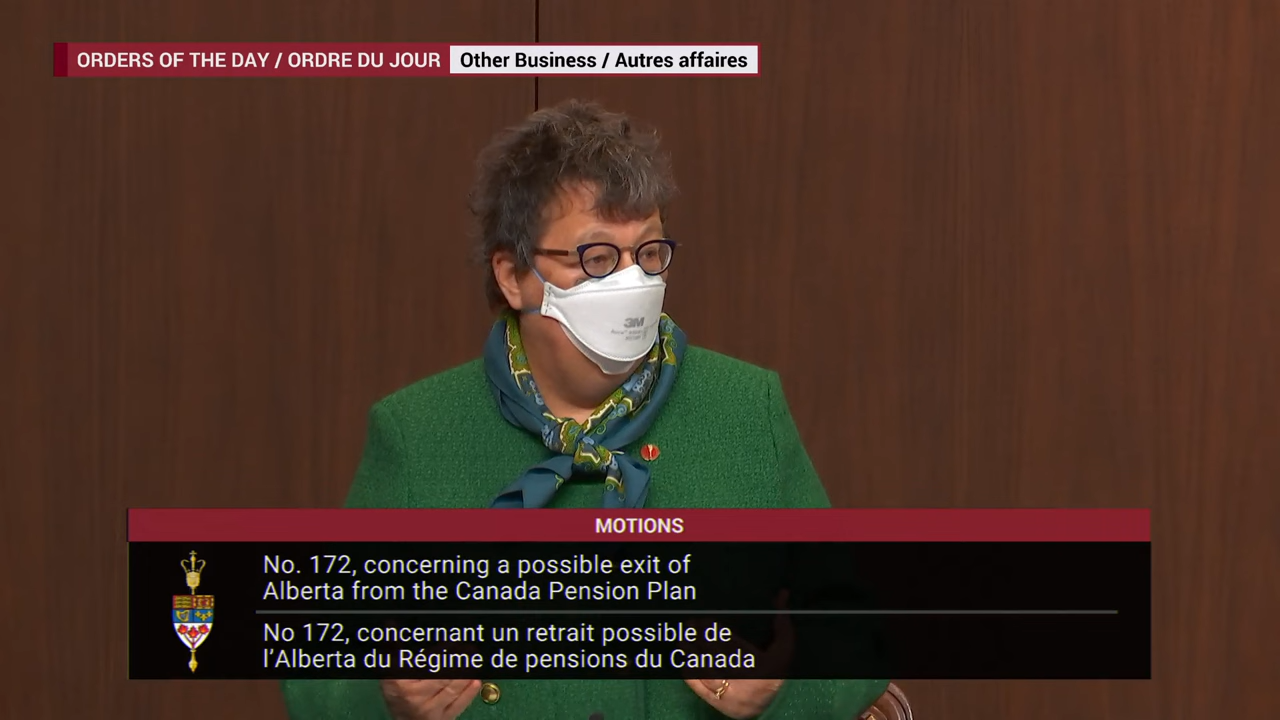 ORDERS OF THE DAY / ORDRE DU JOUR Other Business / Autres affaires
3M
MOTIONS
No. 172, concerning a possible exit of
Alberta from the Canada Pension Plan
No 172, concernant un retrait possible de
l'Alberta du Régime de pensions du Canada